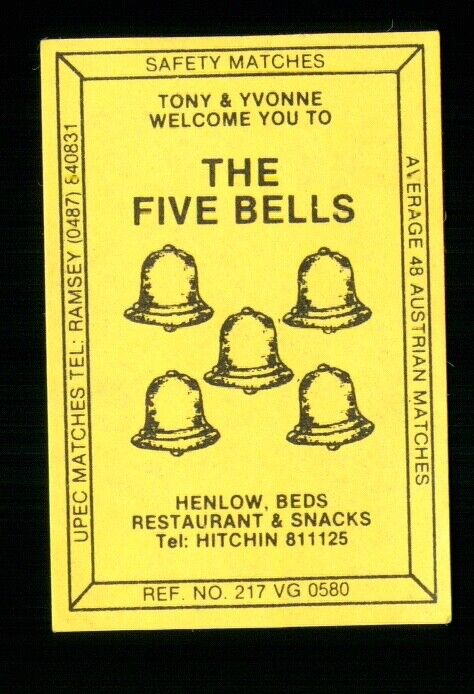 SAFETY MATCHES
TONY & YVONNE
WELCOME YOU TO
THE
FIVE BELLS
HENLOW, BEDS
RESTAURANT & SNACKS
Tel: HITCHIN 811125
REF. NO. 217 VG 0580
UPEC MATCHES TEL: RAMSEY (0487) 840831
AVERAGE 48 AUSTRIAN MATCHES